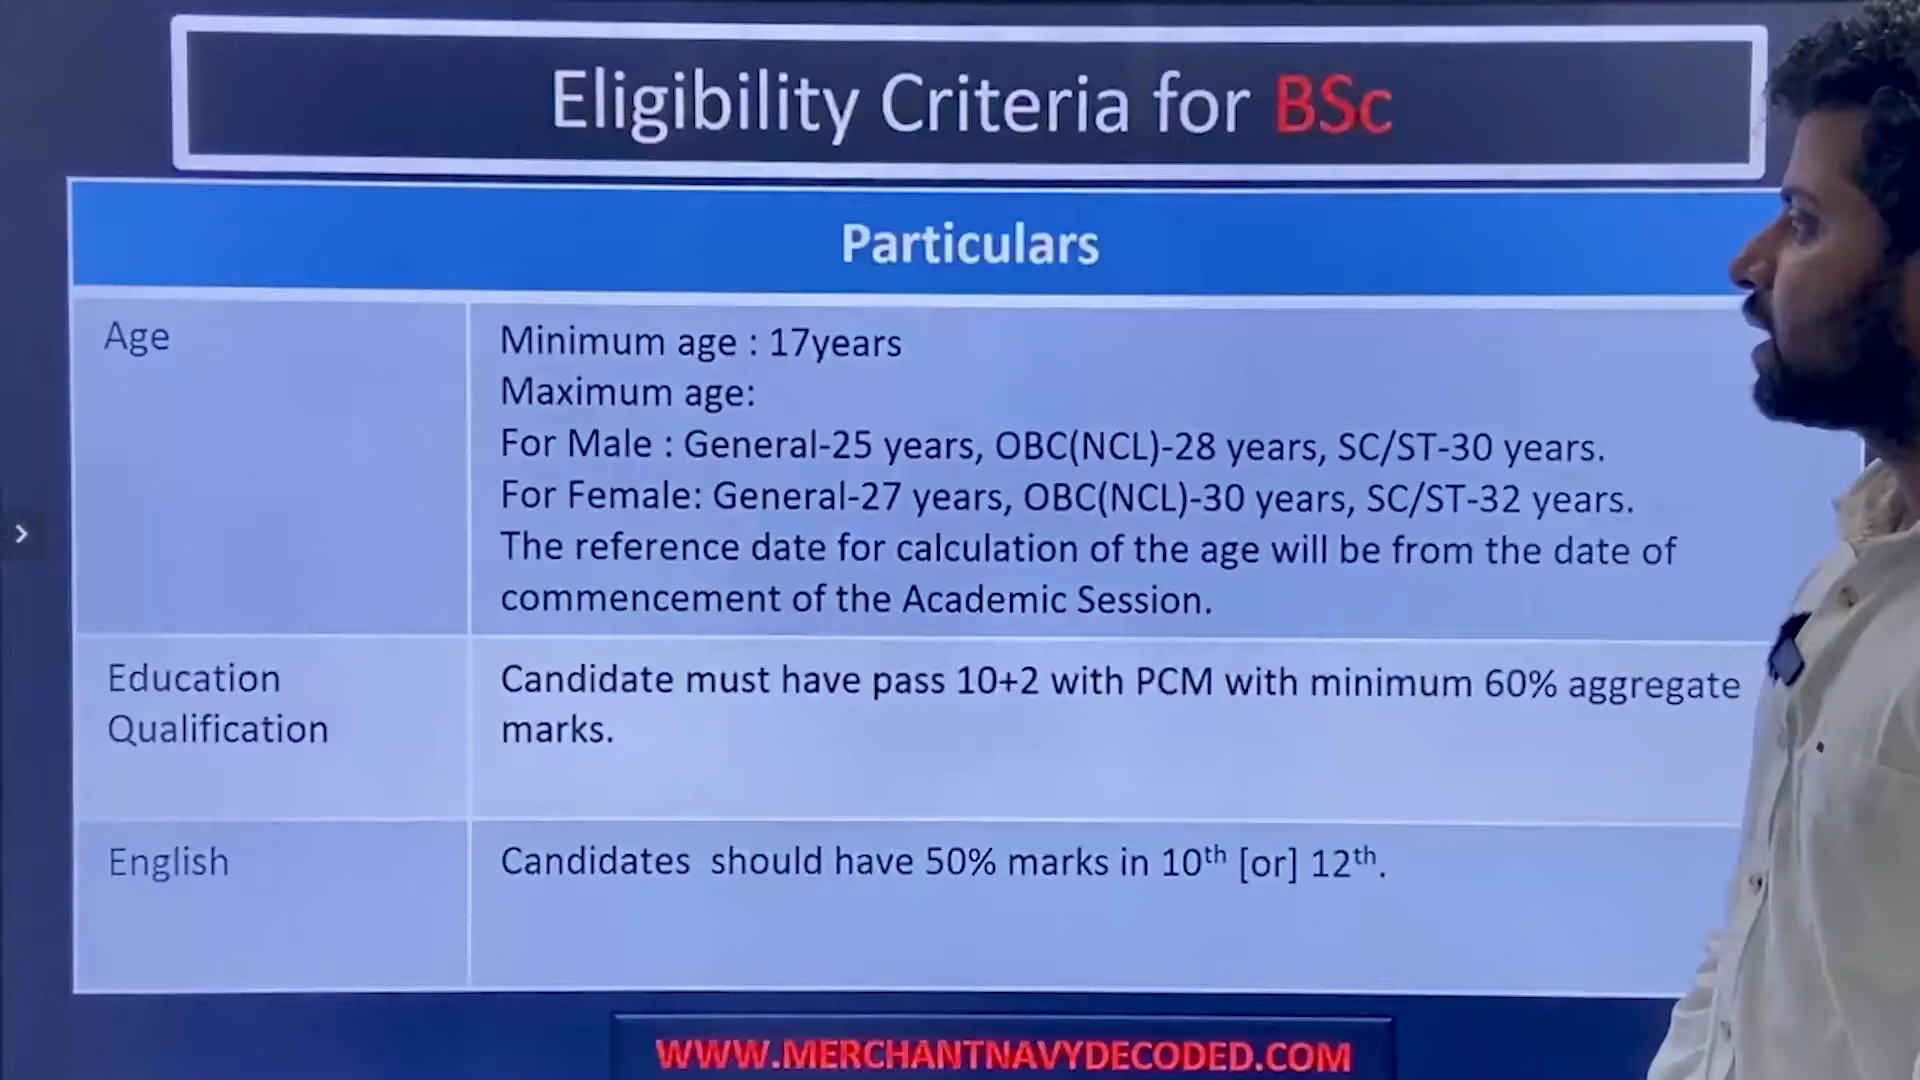 Eligibility Criteria for BSc
Particulars
Age
Minimum age : 17years
Maximum age:
For Male : General-25 years, OBC(NCL)-28 years, SC/ST-30 years.
For Female: General-27 years, OBC(NCL)-30 years, SC/ST-32 years.
The reference date for calculation of the age will be from the date of
commencement of the Academic Session.
Education
Qualification
Candidate must have pass 10+2 with PCM with minimum 60% aggregate
marks.
English
Candidates should have 50% marks in 10th [or] 12th.
WWW.MERCHANTNAVYDECODED.COM